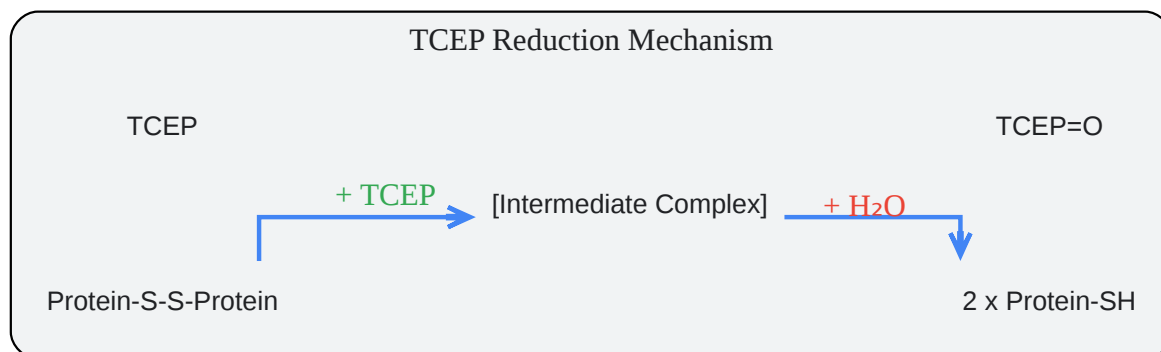 TCEP Reduction Mechanism
TCEP
TCEP=O
+ TCEP
[Intermediate Complex]
+ H₂O
Protein-S-S-Protein
2 x Protein-SH